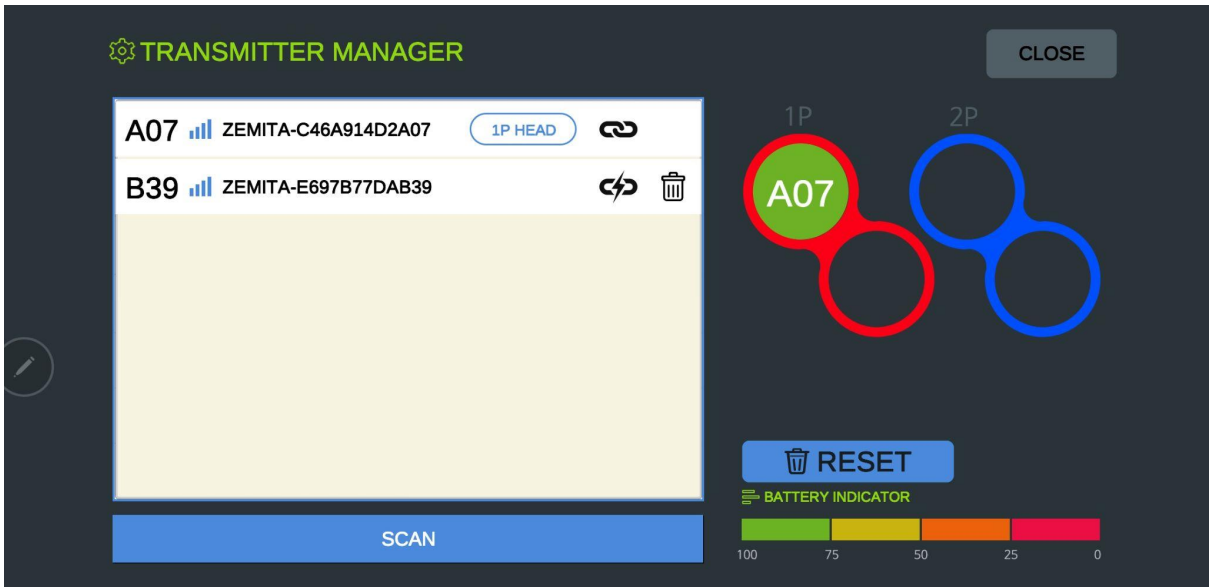 TRANSMITTER MANAGER
CLOSE
A07 ZEMITA-C46A914D2A07 1P HEAD
B39 ZEMITA-E697B77DAB39
1P 2P
A07
RESET
BATTERY INDICATOR
100 75 50 25 0
SCAN